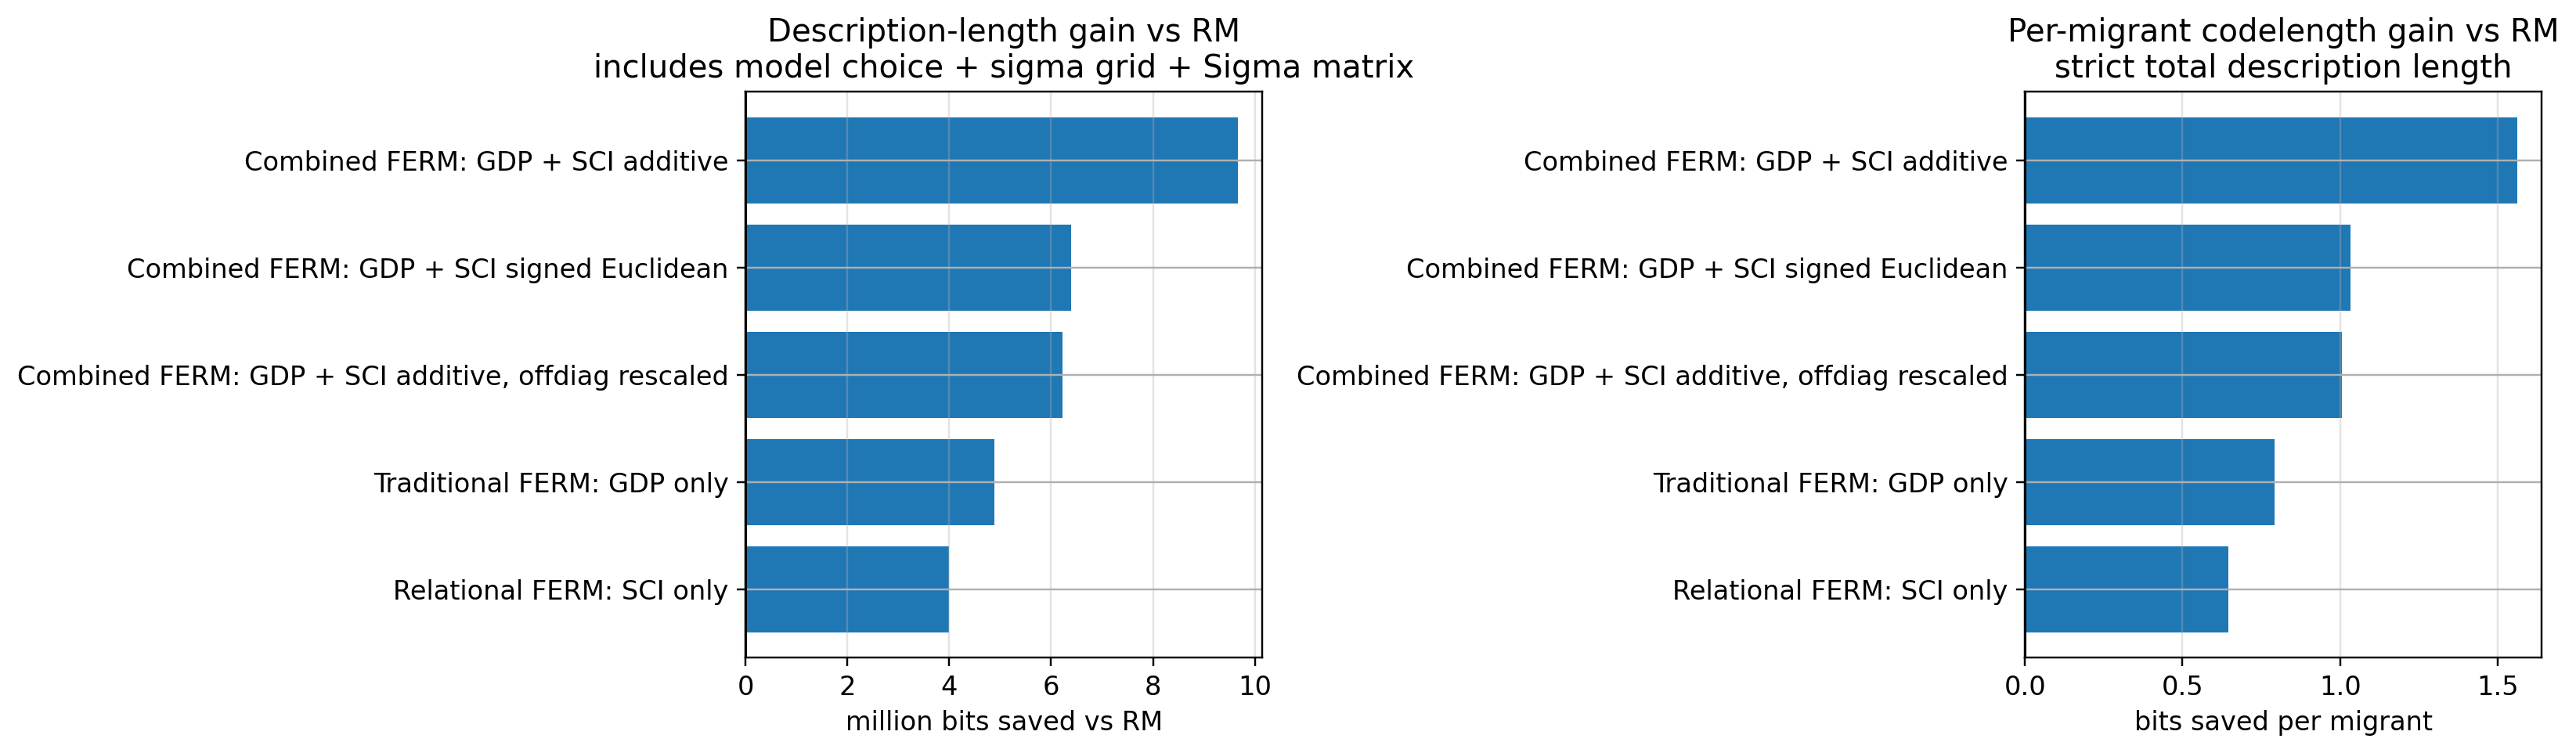 Description-length gain vs RM
includes model choice + sigma grid + Sigma matrix
Combined FERM: GDP + SCI additive
Combined FERM: GDP + SCI signed Euclidean
Combined FERM: GDP + SCI additive, offdiag rescaled
Traditional FERM: GDP only
Relational FERM: SCI only
0 2 4 6 8 10
million bits saved vs RM
Per-migrant codelength gain vs RM
strict total description length
Combined FERM: GDP + SCI additive
Combined FERM: GDP + SCI signed Euclidean
Combined FERM: GDP + SCI additive, offdiag rescaled
Traditional FERM: GDP only
Relational FERM: SCI only
0.0 0.5 1.0 1.5
bits saved per migrant